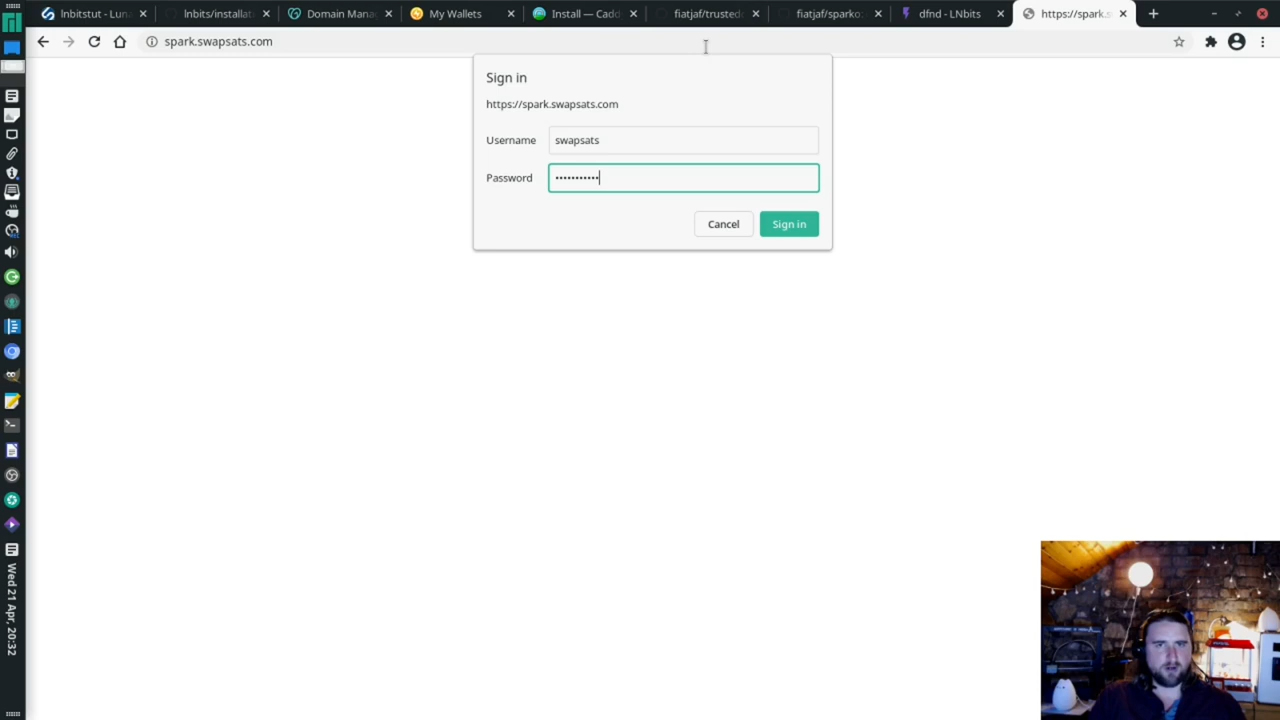 lnbitstut - Luna
lnbits/installat
Domain Mana
My Wallets
Install — Cadd
fiatjaf/trusted
fiatjaf/sparko:
dfnd - LNbits
https://spark.s
spark.swapsats.com
Sign in
https://spark.swapsats.com
Username
swapsats
Password
•••••••••••
Cancel
Sign in
Wed 21 Apr, 20:32